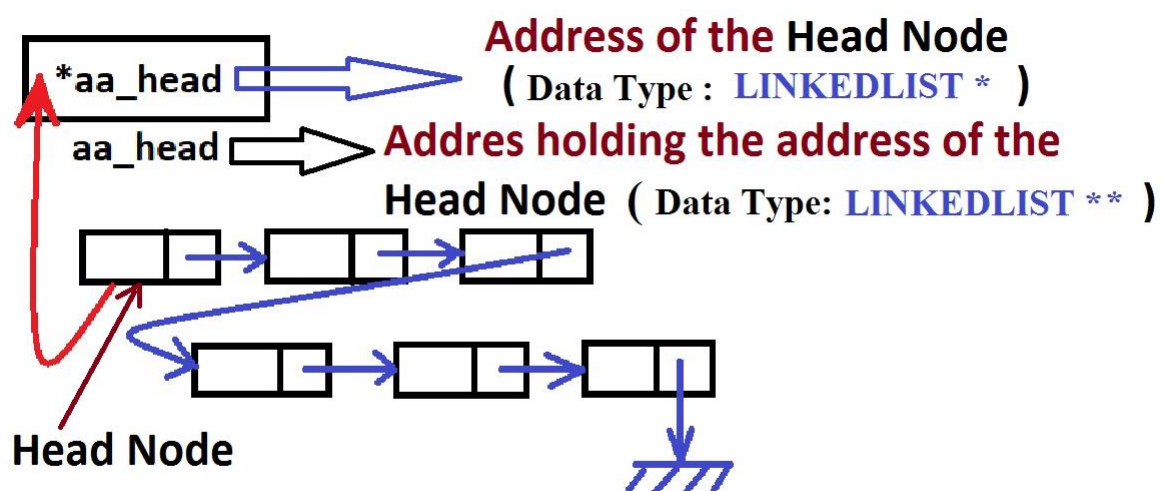 Address of the Head Node
*aa_head
( Data Type : LINKEDLIST * )
aa_head
Addres holding the address of the
Head Node ( Data Type: LINKEDLIST ** )
Head Node